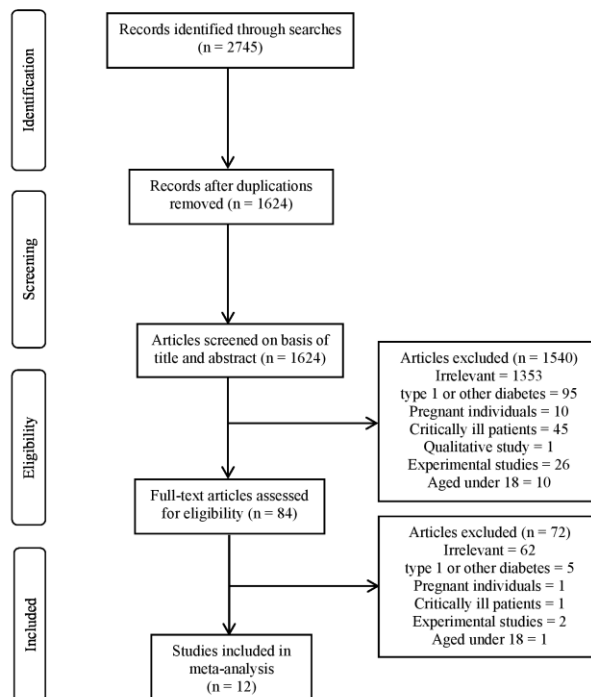 Identification
Records identified through searches
(n = 2745)
Screening
Records after duplications
removed (n = 1624)
Articles screened on basis of
title and abstract (n = 1624)
Articles excluded (n = 1540)
Irrelevant = 1353
type 1 or other diabetes = 95
Pregnant individuals = 10
Critically ill patients = 45
Qualitative study = 1
Experimental studies = 26
Aged under 18 = 10
Eligibility
Full-text articles assessed
for eligibility (n = 84)
Articles excluded (n = 72)
Irrelevant = 62
type 1 or other diabetes = 5
Pregnant individuals = 1
Critically ill patients = 1
Experimental studies = 2
Aged under 18 = 1
Included
Studies included in
meta-analysis
(n = 12)